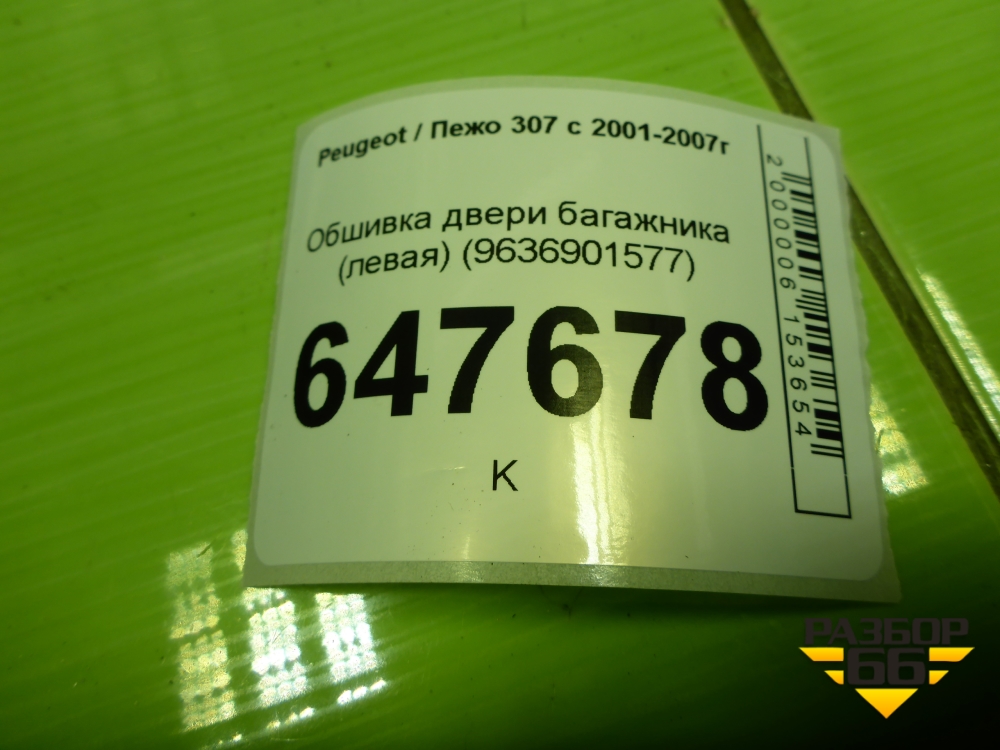 Peugeot / Пежо 307 с 2001-2007г
Обшивка двери багажника
(левая) (9636901577)
647678
К
2000006153654
РАЗБОР
66